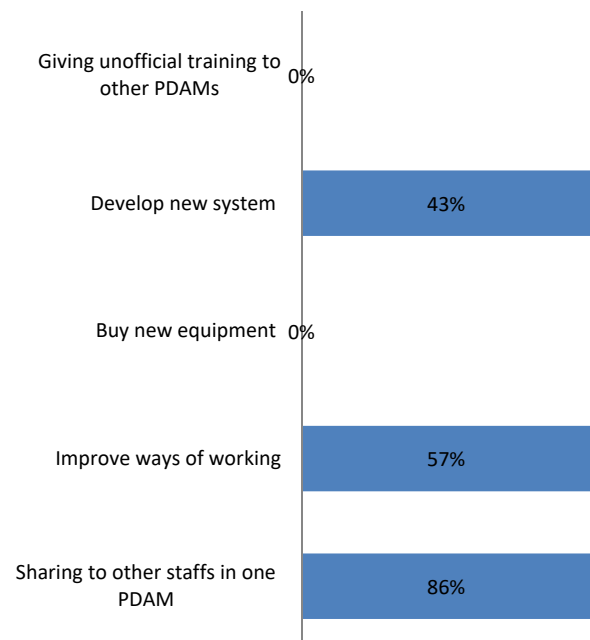 Giving unofficial training to
other PDAMs
0%
Develop new system
43%
Buy new equipment
0%
Improve ways of working
57%
Sharing to other staffs in one
PDAM
86%